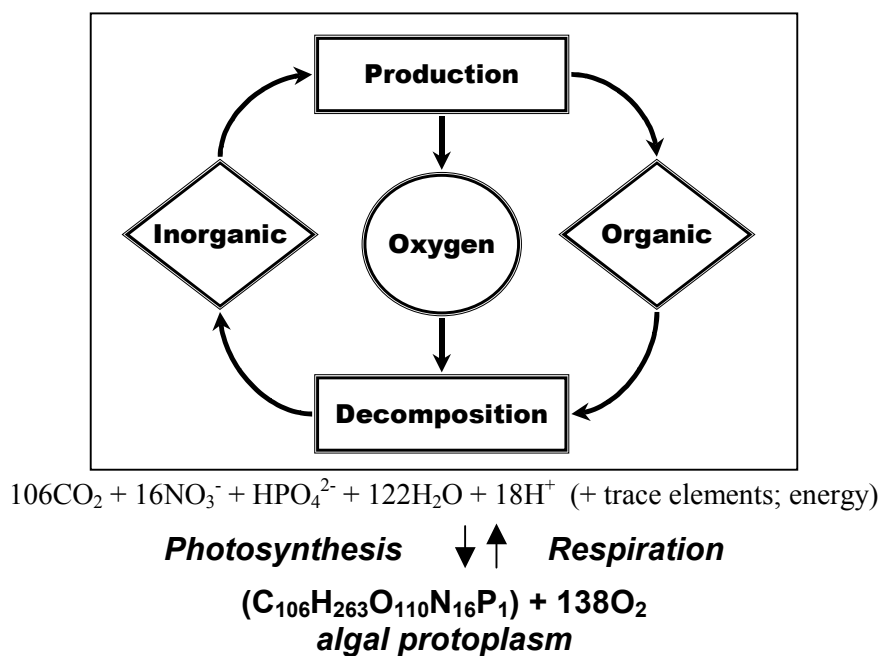 Production
Inorganic
Oxygen
Organic
Decomposition
106CO₂ + 16NO₃⁻ + HPO₄²⁻ + 122H₂O + 18H⁺ (+ trace elements; energy)
Photosynthesis ↓ ↑ Respiration
(C₁₀₆H₂₆₃O₁₁₀N₁₆P₁) + 138O₂
algal protoplasm